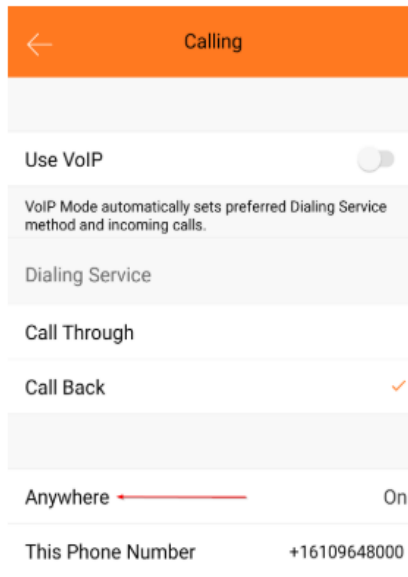 Calling
Use VoIP
VoIP Mode automatically sets preferred Dialing Service
method and incoming calls.
Dialing Service
Call Through
Call Back
Anywhere On
This Phone Number +16109648000